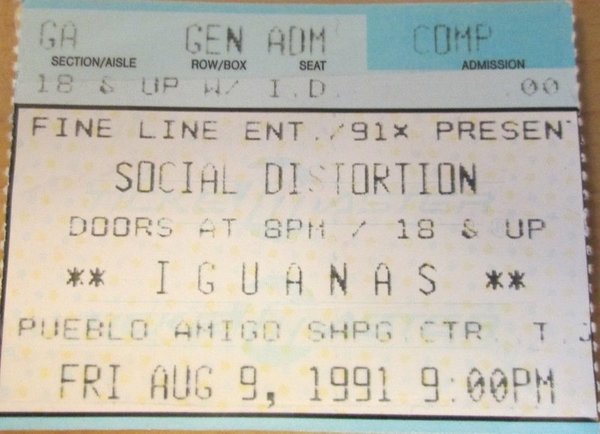 GA GEN ADM COMP
SECTION/AISLE ROW/BOX SEAT ADMISSION
18 & UP W/ I.D. .00
FINE LINE ENT./91X PRESENT
SOCIAL DISTORTION
DOORS AT 8PM / 18 & UP
** IGUANAS **
PUEBLO AMIGO SHPG.CTR. T.J
FRI AUG 9, 1991 9:00PM